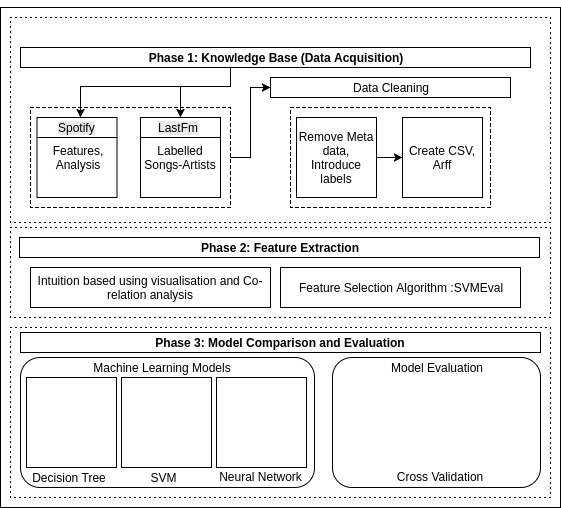 Phase 1: Knowledge Base (Data Acquisition)
Data Cleaning
Spotify
Features,
Analysis
LastFm
Labelled
Songs-Artists
Remove Meta
data,
Introduce
labels
Create CSV,
Arff
Phase 2: Feature Extraction
Intuition based using visualisation and Co-
relation analysis
Feature Selection Algorithm :SVMEval
Phase 3: Model Comparison and Evaluation
Machine Learning Models
Decision Tree
SVM
Neural Network
Model Evaluation
Cross Validation